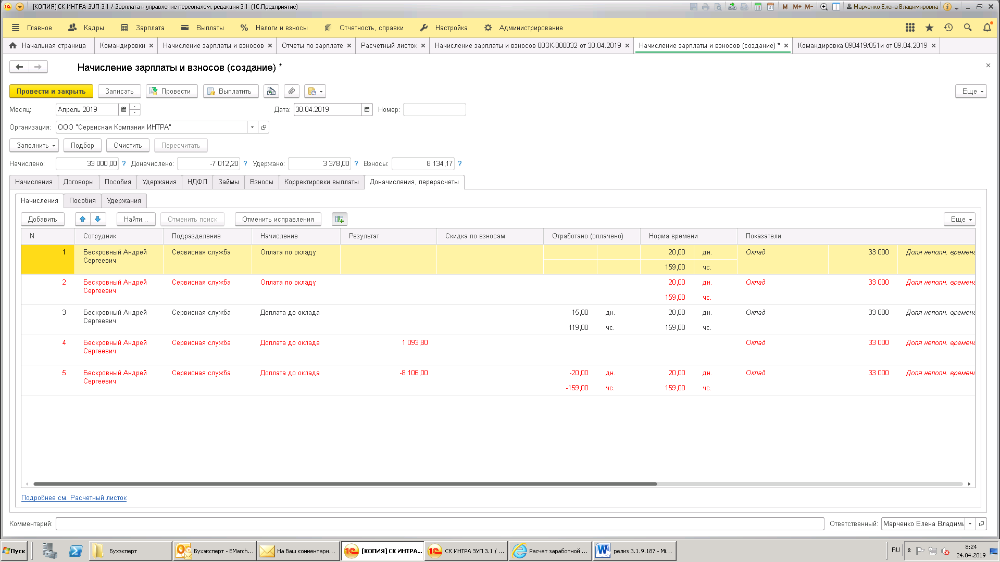 [КОПИЯ] СК ИНТРА ЗУП 3.1 / Зарплата и управление персоналом, редакция 3.1 (1С:Предприятие)
M M+ M- Марченко Елена Владимировна
Главное Кадры Зарплата Выплаты Налоги и взносы Отчетность, справки Настройка Администрирование
Начальная страница Командировки Начисление зарплаты и взносов Отчеты по зарплате Расчетный листок Начисление зарплаты и взносов 00ЗК-000032 от 30.04.2019 Начисление зарплаты и взносов (создание) * Командировка 090419/051и от 09.04.2019
Начисление зарплаты и взносов (создание) *
Провести и закрыть Записать Провести Выплатить Еще
Месяц: Апрель 2019 Дата: 30.04.2019 Номер:
Организация: ООО "Сервисная Компания ИНТРА"
Заполнить Подбор Очистить Пересчитать
Начислено: 33 000,00 ? Доначислено: -7 012,20 ? Удержано: 3 378,00 ? Взносы: 8 134,17 ?
Начисления Договоры Пособия Удержания НДФЛ Займы Взносы Корректировки выплаты Доначисления, перерасчеты
Начисления Пособия Удержания
Добавить Найти... Отменить поиск Отменить исправления Еще
N Сотрудник Подразделение Начисление Результат Скидка по взносам Отработано (оплачено) Норма времени Показатели
1 Бескровный Андрей Сервисная служба Оплата по окладу 20,00 дн. Оклад 33 000 Доля неполн. времени
Сергеевич 159,00 чс.
2 Бескровный Андрей Сервисная служба Оплата по окладу 20,00 дн. Оклад 33 000 Доля неполн. времени
Сергеевич 159,00 чс.
3 Бескровный Андрей Сервисная служба Доплата до оклада 15,00 дн. 20,00 дн. Оклад 33 000 Доля неполн. времени
Сергеевич 119,00 чс. 159,00 чс.
4 Бескровный Андрей Сервисная служба Доплата до оклада 1 093,80 Оклад 33 000 Доля неполн. времени
Сергеевич
5 Бескровный Андрей Сервисная служба Доплата до оклада -8 106,00 -20,00 дн. 20,00 дн. Оклад 33 000 Доля неполн. времени
Сергеевич -159,00 чс. 159,00 чс.
Подробнее см. Расчетный листок
Комментарий: Ответственный: Марченко Елена Владими
Пуск Бухэкперт Бухэксперт - EMarch... На Ваш комментари... [КОПИЯ] СК ИНТРА... СК ИНТРА ЗУП 3.1 / ... Расчет заработной ... релиз 3.1.9.187 - Mi... RU 8:24
24.04.2019